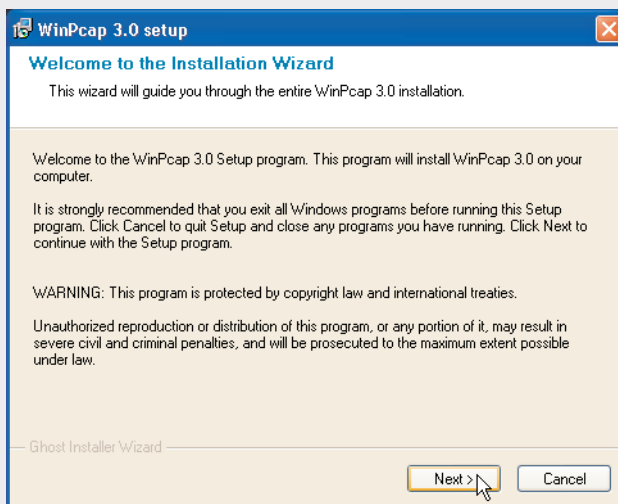 WinPcap 3.0 setup
Welcome to the Installation Wizard
This wizard will guide you through the entire WinPcap 3.0 installation.
Welcome to the WinPcap 3.0 Setup program. This program will install WinPcap 3.0 on your
computer.
It is strongly recommended that you exit all Windows programs before running this Setup
program. Click Cancel to quit Setup and close any programs you have running. Click Next to
continue with the Setup program.
WARNING: This program is protected by copyright law and international treaties.
Unauthorized reproduction or distribution of this program, or any portion of it, may result in
severe civil and criminal penalties, and will be prosecuted to the maximum extent possible
under law.
Ghost Installer Wizard
Next > Cancel